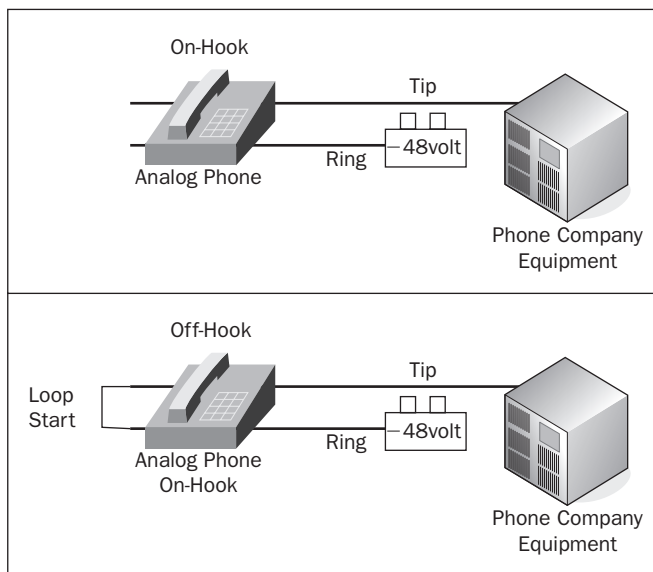 On-Hook
Tip
Ring
–48volt
Analog Phone
Phone Company
Equipment
Off-Hook
Loop
Start
Tip
Ring
–48volt
Analog Phone
On-Hook
Phone Company
Equipment